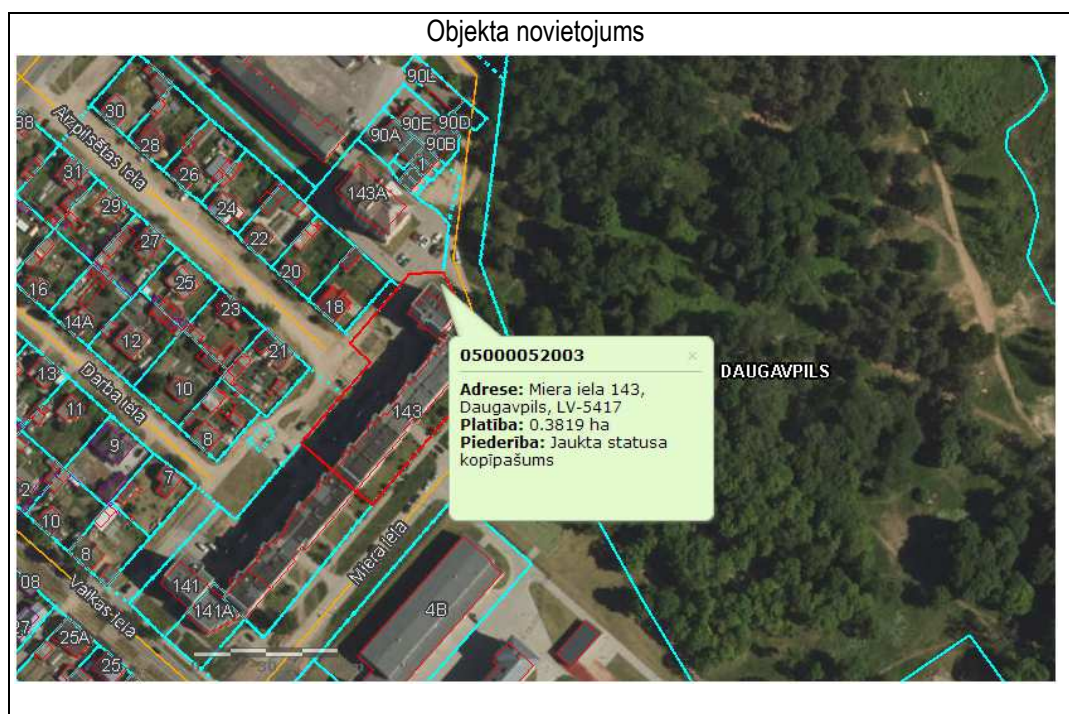 Objekta novietojums
90L
30
90E
90D
90A
90B
28
1
Aizpilsētas iela
31
26
143A
29
24
27
22
20
25
16
18
23
14A
12
21
05000052003
Adrese: Miera iela 143,
Daugavpils, LV-5417
Platība: 0.3819 ha
Piederība: Jaukta statusa
kopīpašums
DAUGAVPILS
13
Darba iela
10
143
11
8
9
7
10
Miera iela
8
141
141A
4B
Valkas iela
25A
25